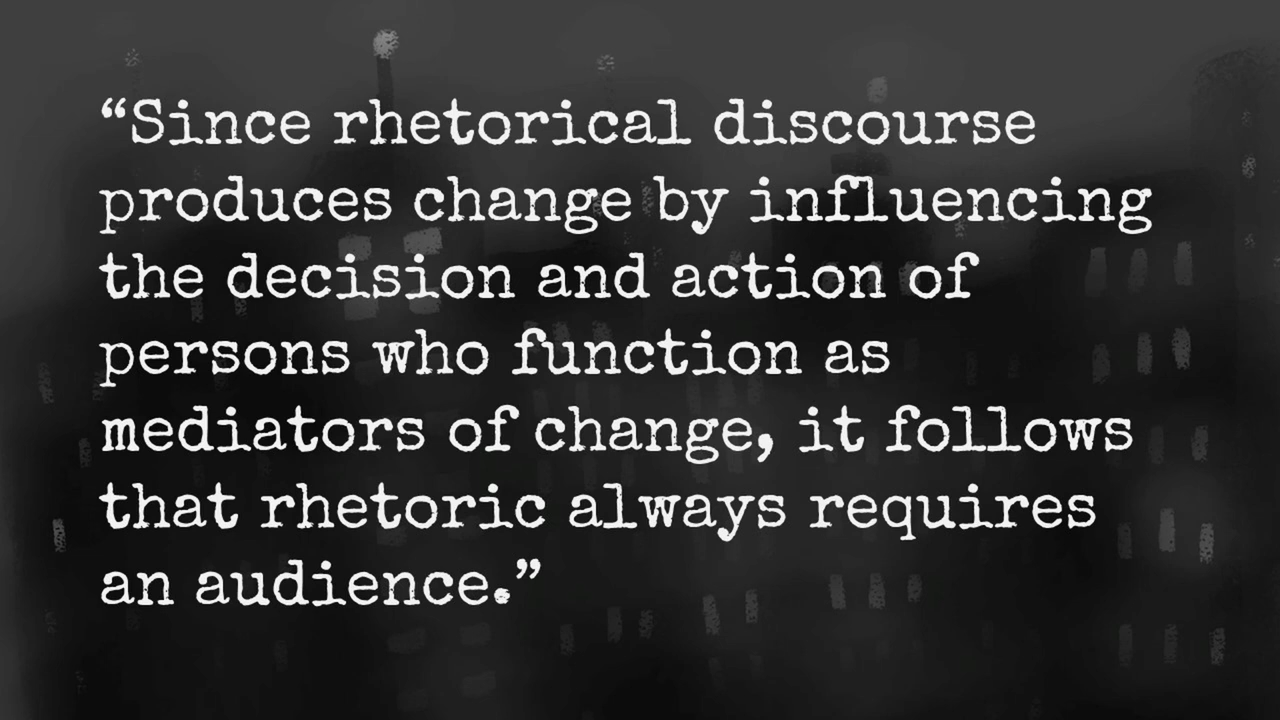 “Since rhetorical discourse
produces change by influencing
the decision and action of
persons who function as
mediators of change, it follows
that rhetoric always requires
an audience.”